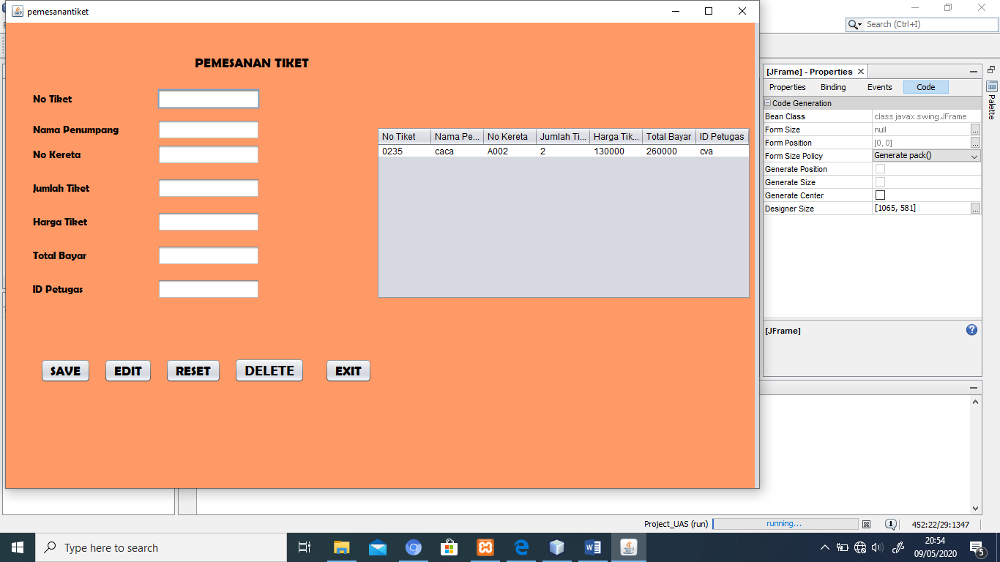 pemesanantiket
Search (Ctrl+I)
PEMESANAN TIKET
No Tiket
Nama Penumpang
No Kereta
Jumlah Tiket
Harga Tiket
Total Bayar
ID Petugas
No Tiket Nama Pe... No Kereta Jumlah Ti... Harga Tik... Total Bayar ID Petugas
0235 caca A002 2 130000 260000 cva
SAVE EDIT RESET DELETE EXIT
[JFrame] - Properties
Properties Binding Events Code
Code Generation
Bean Class class javax.swing.JFrame
Form Size null ...
Form Position [0, 0] ...
Form Size Policy Generate pack()
Generate Position
Generate Size
Generate Center
Designer Size [1065, 581] ...
[JFrame]
?
Palette
Project_UAS (run) running... 1 452:22/29:1347
Type here to search
20:54
09/05/2020
5